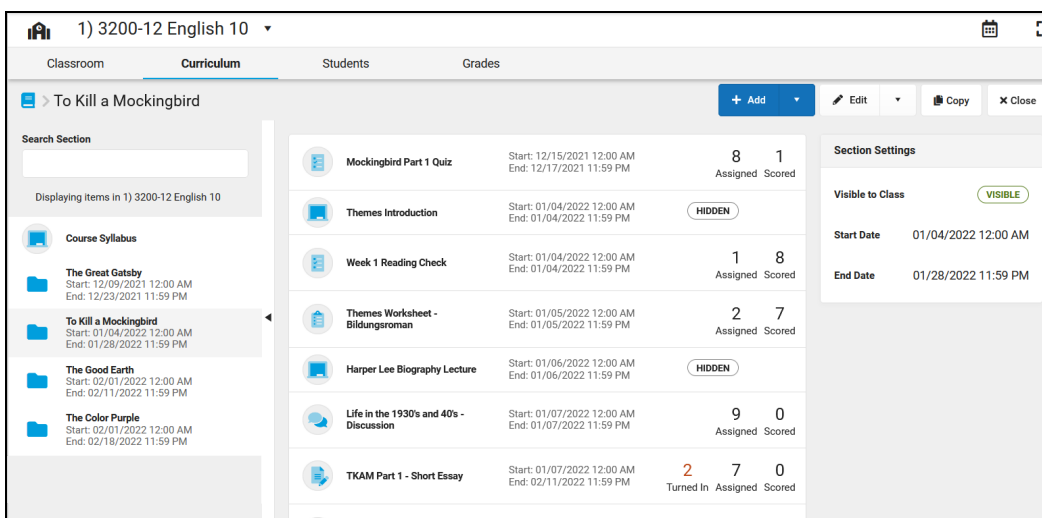 1) 3200-12 English 10
Classroom
Curriculum
Students
Grades
> To Kill a Mockingbird
+ Add
Edit
Copy
× Close
Search Section
Displaying items in 1) 3200-12 English 10
Course Syllabus
The Great Gatsby
Start: 12/09/2021 12:00 AM
End: 12/23/2021 11:59 PM
To Kill a Mockingbird
Start: 01/04/2022 12:00 AM
End: 01/28/2022 11:59 PM
The Good Earth
Start: 02/01/2022 12:00 AM
End: 02/11/2022 11:59 PM
The Color Purple
Start: 02/01/2022 12:00 AM
End: 02/18/2022 11:59 PM
Mockingbird Part 1 Quiz
Start: 12/15/2021 12:00 AM
End: 12/17/2021 11:59 PM
8 1
Assigned Scored
Themes Introduction
Start: 01/04/2022 12:00 AM
End: 01/04/2022 11:59 PM
HIDDEN
Week 1 Reading Check
Start: 01/04/2022 12:00 AM
End: 01/04/2022 11:59 PM
1 8
Assigned Scored
Themes Worksheet -
Bildungsroman
Start: 01/05/2022 12:00 AM
End: 01/05/2022 11:59 PM
2 7
Assigned Scored
Harper Lee Biography Lecture
Start: 01/06/2022 12:00 AM
End: 01/06/2022 11:59 PM
HIDDEN
Life in the 1930's and 40's -
Discussion
Start: 01/07/2022 12:00 AM
End: 01/07/2022 11:59 PM
9 0
Assigned Scored
TKAM Part 1 - Short Essay
Start: 01/07/2022 12:00 AM
End: 02/11/2022 11:59 PM
2 7 0
Turned In Assigned Scored
Section Settings
Visible to Class VISIBLE
Start Date 01/04/2022 12:00 AM
End Date 01/28/2022 11:59 PM